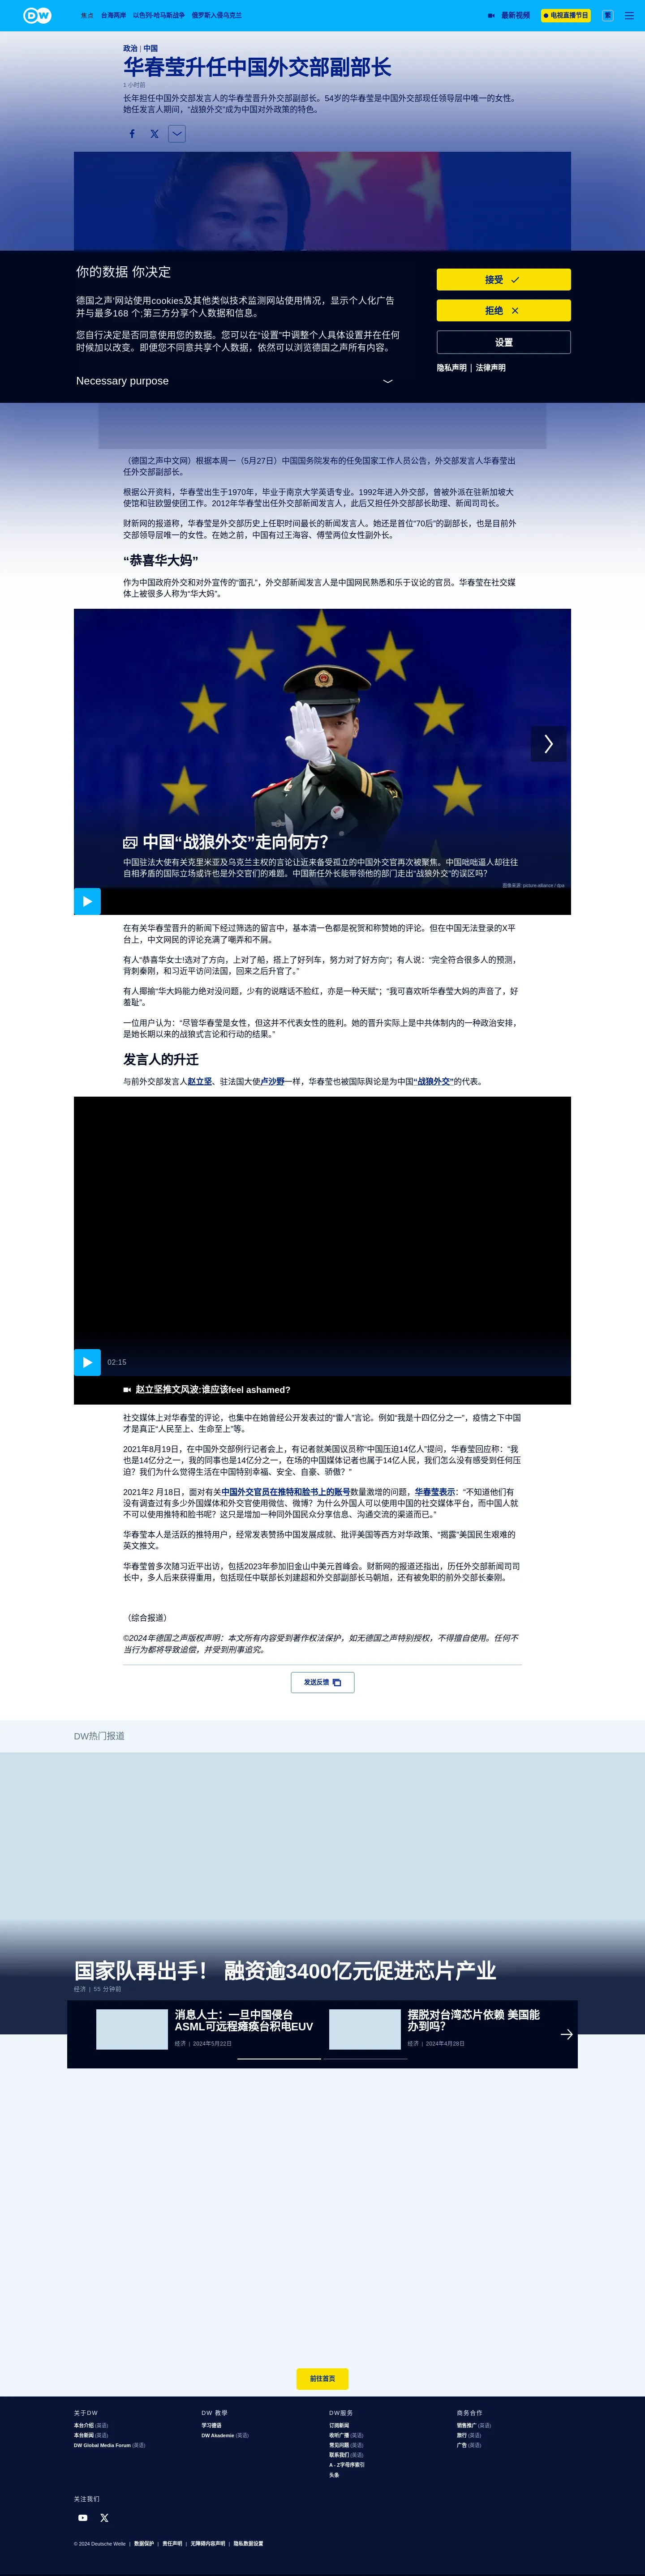 DW
焦点 台海两岸 以色列-哈马斯战争 俄罗斯入侵乌克兰
最新视频 电视直播节目 繁
政治 | 中国
华春莹升任中国外交部副部长
1 小时前
长年担任中国外交部发言人的华春莹晋升外交部副部长。54岁的华春莹是中国外交部现任领导层中唯一的女性。
她任发言人期间，“战狼外交”成为中国对外政策的特色。
你的数据 你决定
德国之声'网站使用cookies及其他类似技术监测网站使用情况，显示个人化广告
并与最多168 个;第三方分享个人数据和信息。
您自行决定是否同意使用您的数据。您可以在“设置”中调整个人具体设置并在任何
时候加以改变。即便您不同意共享个人数据，依然可以浏览德国之声所有内容。
Necessary purpose
接受
拒绝
设置
隐私声明 | 法律声明
（德国之声中文网）根据本周一（5月27日）中国国务院发布的任免国家工作人员公告，外交部发言人华春莹出
任外交部副部长。
根据公开资料，华春莹出生于1970年，毕业于南京大学英语专业。1992年进入外交部，曾被外派在驻新加坡大
使馆和驻欧盟使团工作。2012年华春莹出任外交部新闻发言人，此后又担任外交部部长助理、新闻司司长。
财新网的报道称，华春莹是外交部历史上任职时间最长的新闻发言人。她还是首位“70后”的副部长，也是目前外
交部领导层唯一的女性。在她之前，中国有过王海容、傅莹两位女性副外长。
“恭喜华大妈”
作为中国政府外交和对外宣传的“面孔”，外交部新闻发言人是中国网民熟悉和乐于议论的官员。华春莹在社交媒
体上被很多人称为“华大妈”。
中国“战狼外交”走向何方？
中国驻法大使有关克里米亚及乌克兰主权的言论让近来备受孤立的中国外交官再次被聚焦。中国咄咄逼人却往往
自相矛盾的国际立场或许也是外交官们的难题。中国新任外长能带领他的部门走出“战狼外交”的误区吗？
图像来源: picture-alliance / dpa
在有关华春莹晋升的新闻下经过筛选的留言中，基本清一色都是祝贺和称赞她的评论。但在中国无法登录的X平
台上，中文网民的评论充满了嘲弄和不屑。
有人“恭喜华女士!选对了方向，上对了船，搭上了好列车，努力对了好方向”；有人说：“完全符合很多人的预测，
背刺秦刚，和习近平访问法国，回来之后升官了。”
有人揶揄“华大妈能力绝对没问题，少有的说瞎话不脸红，亦是一种天赋”；“我可喜欢听华春莹大妈的声音了，好
羞耻”。
一位用户认为：“尽管华春莹是女性，但这并不代表女性的胜利。她的晋升实际上是中共体制内的一种政治安排，
是她长期以来的战狼式言论和行动的结果。”
发言人的升迁
与前外交部发言人赵立坚、驻法国大使卢沙野一样，华春莹也被国际舆论是为中国“战狼外交”的代表。
02:15
赵立坚推文风波:谁应该feel ashamed?
社交媒体上对华春莹的评论，也集中在她曾经公开发表过的“雷人”言论。例如“我是十四亿分之一”，疫情之下中国
才是真正“人民至上、生命至上”等。
2021年8月19日，在中国外交部例行记者会上，有记者就美国议员称“中国压迫14亿人”提问，华春莹回应称：“我
也是14亿分之一，我的同事也是14亿分之一，在场的中国媒体记者也属于14亿人民，我们怎么没有感受到任何压
迫？我们为什么觉得生活在中国特别幸福、安全、自豪、骄傲？”
2021年2 月18日，面对有关中国外交官员在推特和脸书上的账号数量激增的问题，华春莹表示：“不知道他们有
没有调查过有多少外国媒体和外交官使用微信、微博？为什么外国人可以使用中国的社交媒体平台，而中国人就
不可以使用推特和脸书呢？这只是增加一种同外国民众分享信息、沟通交流的渠道而已。”
华春莹本人是活跃的推特用户，经常发表赞扬中国发展成就、批评美国等西方对华政策、“揭露”美国民生艰难的
英文推文。
华春莹曾多次随习近平出访，包括2023年参加旧金山中美元首峰会。财新网的报道还指出，历任外交部新闻司司
长中，多人后来获得重用，包括现任中联部长刘建超和外交部副部长马朝旭，还有被免职的前外交部长秦刚。
（综合报道）
©2024年德国之声版权声明：本文所有内容受到著作权法保护，如无德国之声特别授权，不得擅自使用。任何不
当行为都将导致追偿，并受到刑事追究。
发送反馈
DW热门报道
国家队再出手！ 融资逾3400亿元促进芯片产业
经济 | 55 分钟前
消息人士：一旦中国侵台
ASML可远程瘫痪台积电EUV
经济 | 2024年5月22日
摆脱对台湾芯片依赖 美国能
办到吗？
经济 | 2024年4月28日
前往首页
关于DW
本台介绍 (英语)
本台新闻 (英语)
DW Global Media Forum (英语)
DW 教學
学习德语
DW Akademie (英语)
DW服务
订阅新闻
收听广播 (英语)
常见问题 (英语)
联系我们 (英语)
A - Z字母序索引
头条
商务合作
销售推广 (英语)
旅行 (英语)
广告 (英语)
关注我们
© 2024 Deutsche Welle | 数据保护 | 责任声明 | 无障碍内容声明 | 隐私数据设置